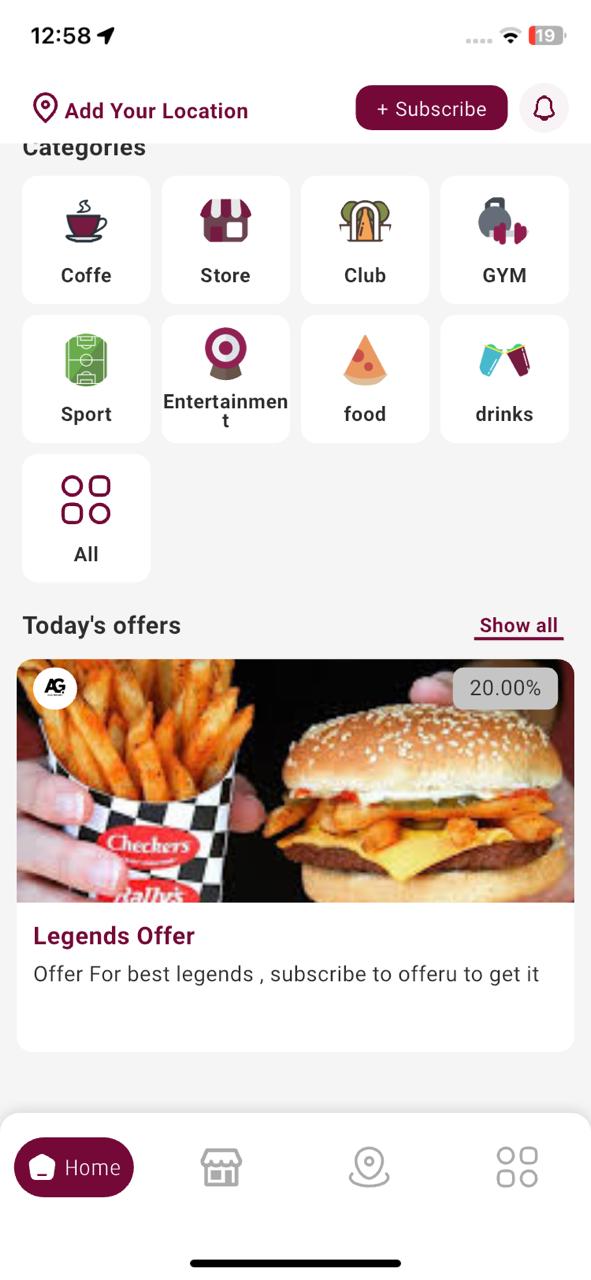 12:58
19
Add Your Location
+ Subscribe
Categories
Coffe
Store
Club
GYM
Sport
Entertainmen
t
food
drinks
All
Today's offers
Show all
AG
20.00%
Checkers
Rally's
Legends Offer
Offer For best legends , subscribe to offeru to get it
Home